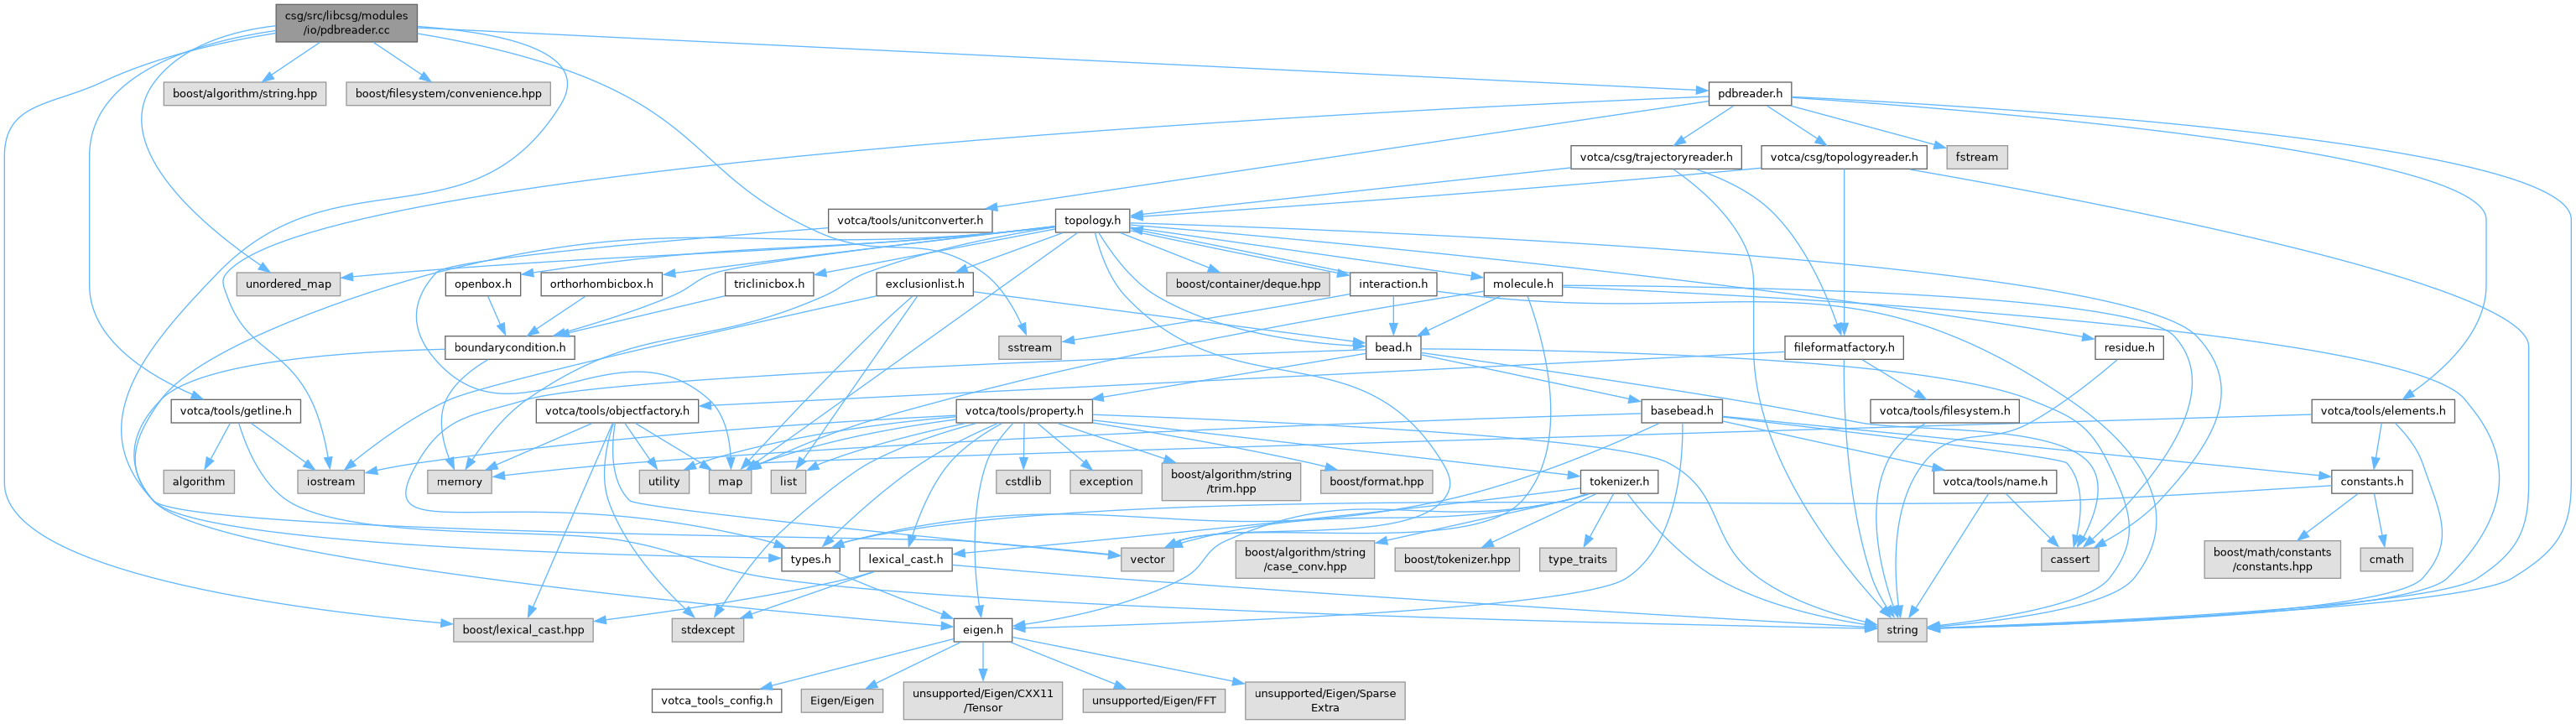 csg/src/libcsg/modules
/io/pdbreader.cc
boost/algorithm/string.hpp
boost/filesystem/convenience.hpp
pdbreader.h
votca/csg/trajectoryreader.h
votca/csg/topologyreader.h
fstream
votca/tools/unitconverter.h
topology.h
unordered_map
openbox.h
orthorhombicbox.h
triclinicbox.h
exclusionlist.h
boost/container/deque.hpp
interaction.h
molecule.h
boundarycondition.h
sstream
bead.h
fileformatfactory.h
residue.h
votca/tools/getline.h
votca/tools/objectfactory.h
votca/tools/property.h
basebead.h
votca/tools/filesystem.h
votca/tools/elements.h
algorithm
iostream
memory
utility
map
list
cstdlib
exception
boost/algorithm/string
/trim.hpp
boost/format.hpp
tokenizer.h
votca/tools/name.h
constants.h
types.h
lexical_cast.h
vector
boost/algorithm/string
/case_conv.hpp
boost/tokenizer.hpp
type_traits
cassert
boost/math/constants
/constants.hpp
cmath
boost/lexical_cast.hpp
stdexcept
eigen.h
string
votca_tools_config.h
Eigen/Eigen
unsupported/Eigen/CXX11
/Tensor
unsupported/Eigen/FFT
unsupported/Eigen/Sparse
Extra